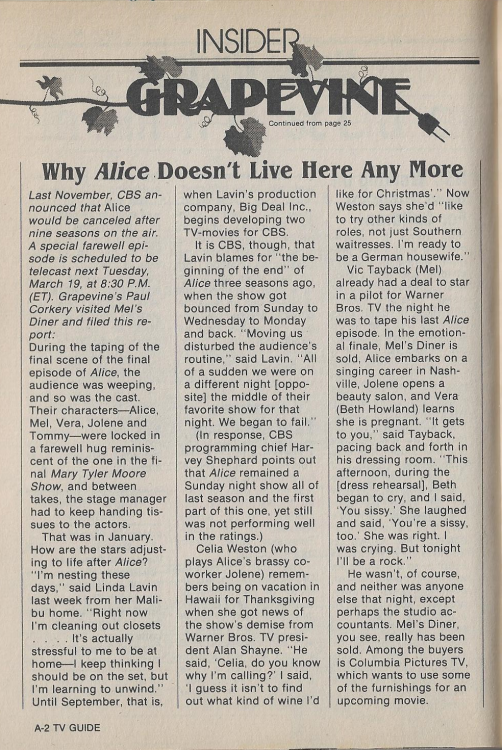 INSIDER
GRAPEVINE
Continued from page 25
Why Alice Doesn't Live Here Any More
Last November, CBS an-
nounced that Alice
would be canceled after
nine seasons on the air.
A special farewell epi-
sode is scheduled to be
telecast next Tuesday,
March 19, at 8:30 P.M.
(ET). Grapevine's Paul
Corkery visited Mel's
Diner and filed this re-
port:
During the taping of the
final scene of the final
episode of Alice, the
audience was weeping,
and so was the cast.
Their characters—Alice,
Mel, Vera, Jolene and
Tommy—were locked in
a farewell hug reminis-
cent of the one in the fi-
nal Mary Tyler Moore
Show, and between
takes, the stage manager
had to keep handing tis-
sues to the actors.
That was in January.
How are the stars adjust-
ing to life after Alice?
"I'm nesting these
days," said Linda Lavin
last week from her Mali-
bu home. "Right now
I'm cleaning out closets
. . . . It's actually
stressful to me to be at
home—I keep thinking I
should be on the set, but
I'm learning to unwind."
Until September, that is,
when Lavin's production
company, Big Deal Inc.,
begins developing two
TV-movies for CBS.
It is CBS, though, that
Lavin blames for "the be-
ginning of the end" of
Alice three seasons ago,
when the show got
bounced from Sunday to
Wednesday to Monday
and back. "Moving us
disturbed the audience's
routine," said Lavin. "All
of a sudden we were on
a different night [oppo-
site] the middle of their
favorite show for that
night. We began to fail."
(In response, CBS
programming chief Har-
vey Shephard points out
that Alice remained a
Sunday night show all of
last season and the first
part of this one, yet still
was not performing well
in the ratings.)
Celia Weston (who
plays Alice's brassy co-
worker Jolene) remem-
bers being on vacation in
Hawaii for Thanksgiving
when she got news of
the show's demise from
Warner Bros. TV presi-
dent Alan Shayne. "He
said, 'Celia, do you know
why I'm calling?' I said,
'I guess it isn't to find
out what kind of wine I'd
like for Christmas'." Now
Weston says she'd "like
to try other kinds of
roles, not just Southern
waitresses. I'm ready to
be a German housewife."
Vic Tayback (Mel)
already had a deal to star
in a pilot for Warner
Bros. TV the night he
was to tape his last Alice
episode. In the emotion-
al finale, Mel's Diner is
sold, Alice embarks on a
singing career in Nash-
ville, Jolene opens a
beauty salon, and Vera
(Beth Howland) learns
she is pregnant. "It gets
to you," said Tayback,
pacing back and forth in
his dressing room. "This
afternoon, during the
[dress rehearsal], Beth
began to cry, and I said,
'You sissy.' She laughed
and said, 'You're a sissy,
too.' She was right. I
was crying. But tonight
I'll be a rock."
He wasn't, of course,
and neither was anyone
else that night, except
perhaps the studio ac-
countants. Mel's Diner,
you see, really has been
sold. Among the buyers
is Columbia Pictures TV,
which wants to use some
of the furnishings for an
upcoming movie.
A-2 TV GUIDE